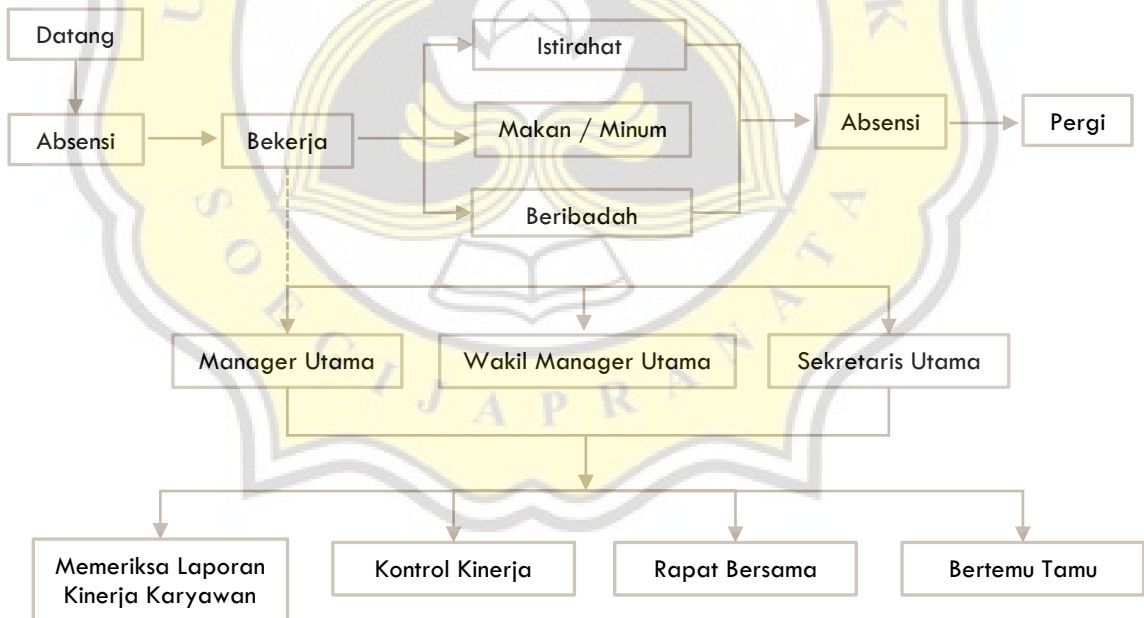 Datang
Istirahat
Absensi
Bekerja
Makan / Minum
Absensi
Pergi
Beribadah
SOEGIJAPRANATA
Manager Utama
Wakil Manager Utama
Sekretaris Utama
Memeriksa Laporan
Kinerja Karyawan
Kontrol Kinerja
Rapat Bersama
Bertemu Tamu